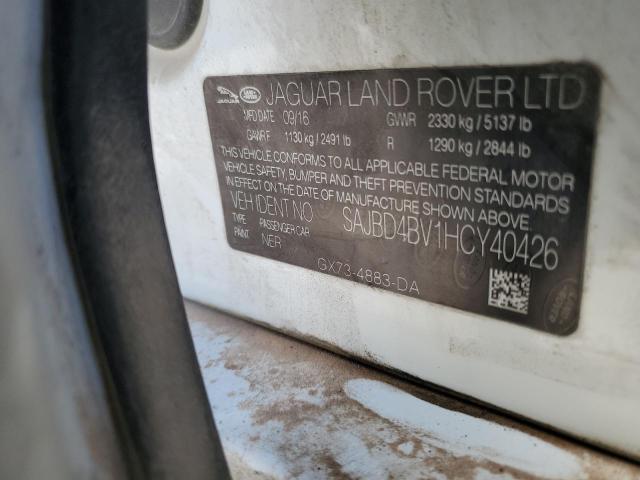 JAGUAR LAND ROVER LTD
MFD DATE 09/16 GVWR 2330 kg / 5137 lb
GAWR F 1130 kg / 2491 lb R 1290 kg / 2844 lb
THIS VEHICLE CONFORMS TO ALL APPLICABLE FEDERAL MOTOR
VEHICLE SAFETY, BUMPER AND THEFT PREVENTION STANDARDS
IN EFFECT ON THE DATE OF MANUFACTURE SHOWN ABOVE
VEH IDENT NO SAJBD4BV1HCY40426
TYPE PASSENGER CAR
NER
GX73-4883-DA